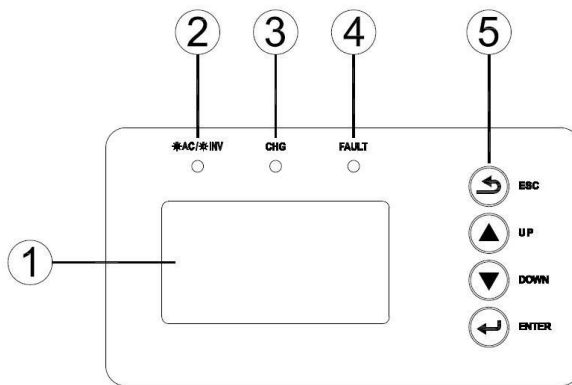 2
3
4
5
☀AC/☀INV
CHG
FAULT
ESC
UP
1
DOWN
ENTER